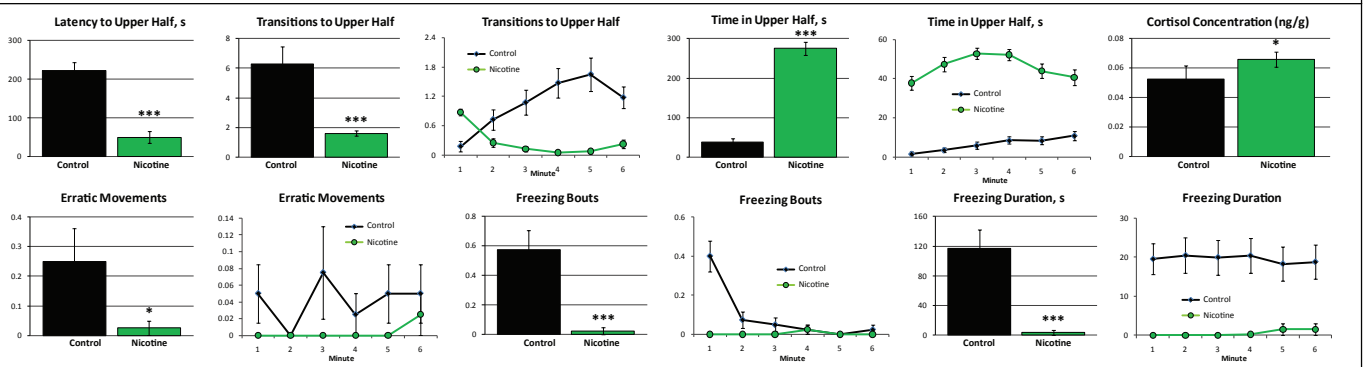 Latency to Upper Half, s
300
200
100
0
***
Control
Nicotine
Transitions to Upper Half
8
6
4
2
0
***
Control
Nicotine
Transitions to Upper Half
2.4
1.8
1.2
0.6
0
Control
Nicotine
1 2 3 4 5 6
Minute
Time in Upper Half, s
300
200
100
0
***
Control
Nicotine
Time in Upper Half, s
60
40
20
0
Control
Nicotine
1 2 3 4 5 6
Minute
Cortisol Concentration (ng/g)
0.08
0.06
0.04
0.02
0
*
Control
Nicotine
Erratic Movements
0.4
0.3
0.2
0.1
0
*
Control
Nicotine
Erratic Movements
0.14
0.12
0.1
0.08
0.06
0.04
0.02
0
Control
Nicotine
1 2 3 4 5 6
Minute
Freezing Bouts
0.8
0.6
0.4
0.2
0
***
Control
Nicotine
Freezing Bouts
0.6
0.4
0.2
0
Control
Nicotine
1 2 3 4 5 6
Minute
Freezing Duration, s
160
120
80
40
0
***
Control
Nicotine
Freezing Duration
30
20
10
0
Control
Nicotine
1 2 3 4 5 6
Minute